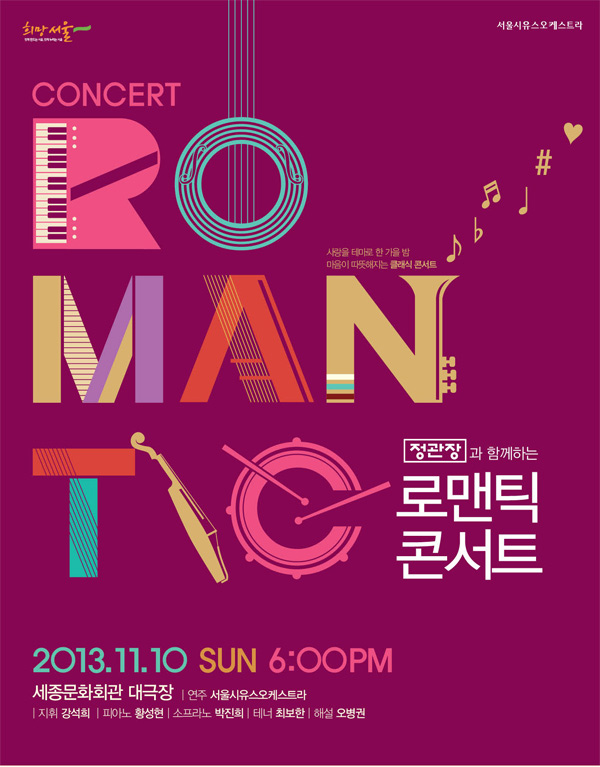 희망서울
서울시유스오케스트라
CONCERT
RO
MAN
TIC
사랑을 테마로 한 가을 밤
마음이 따뜻해지는 클래식 콘서트
정관장과 함께하는
로맨틱
콘서트
2013.11.10 SUN 6:00PM
세종문화회관 대극장 | 연주 서울시유스오케스트라
| 지휘 강석희 | 피아노 황성현 | 소프라노 박진희 | 테너 최보한 | 해설 오병권